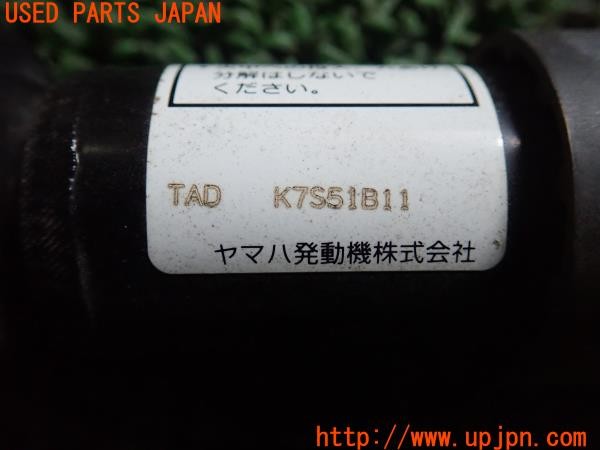 USED PARTS JAPAN
分解はしないで
ください。
TAD K7S51B11
ヤマハ発動機株式会社
https://www.upjpn.com/